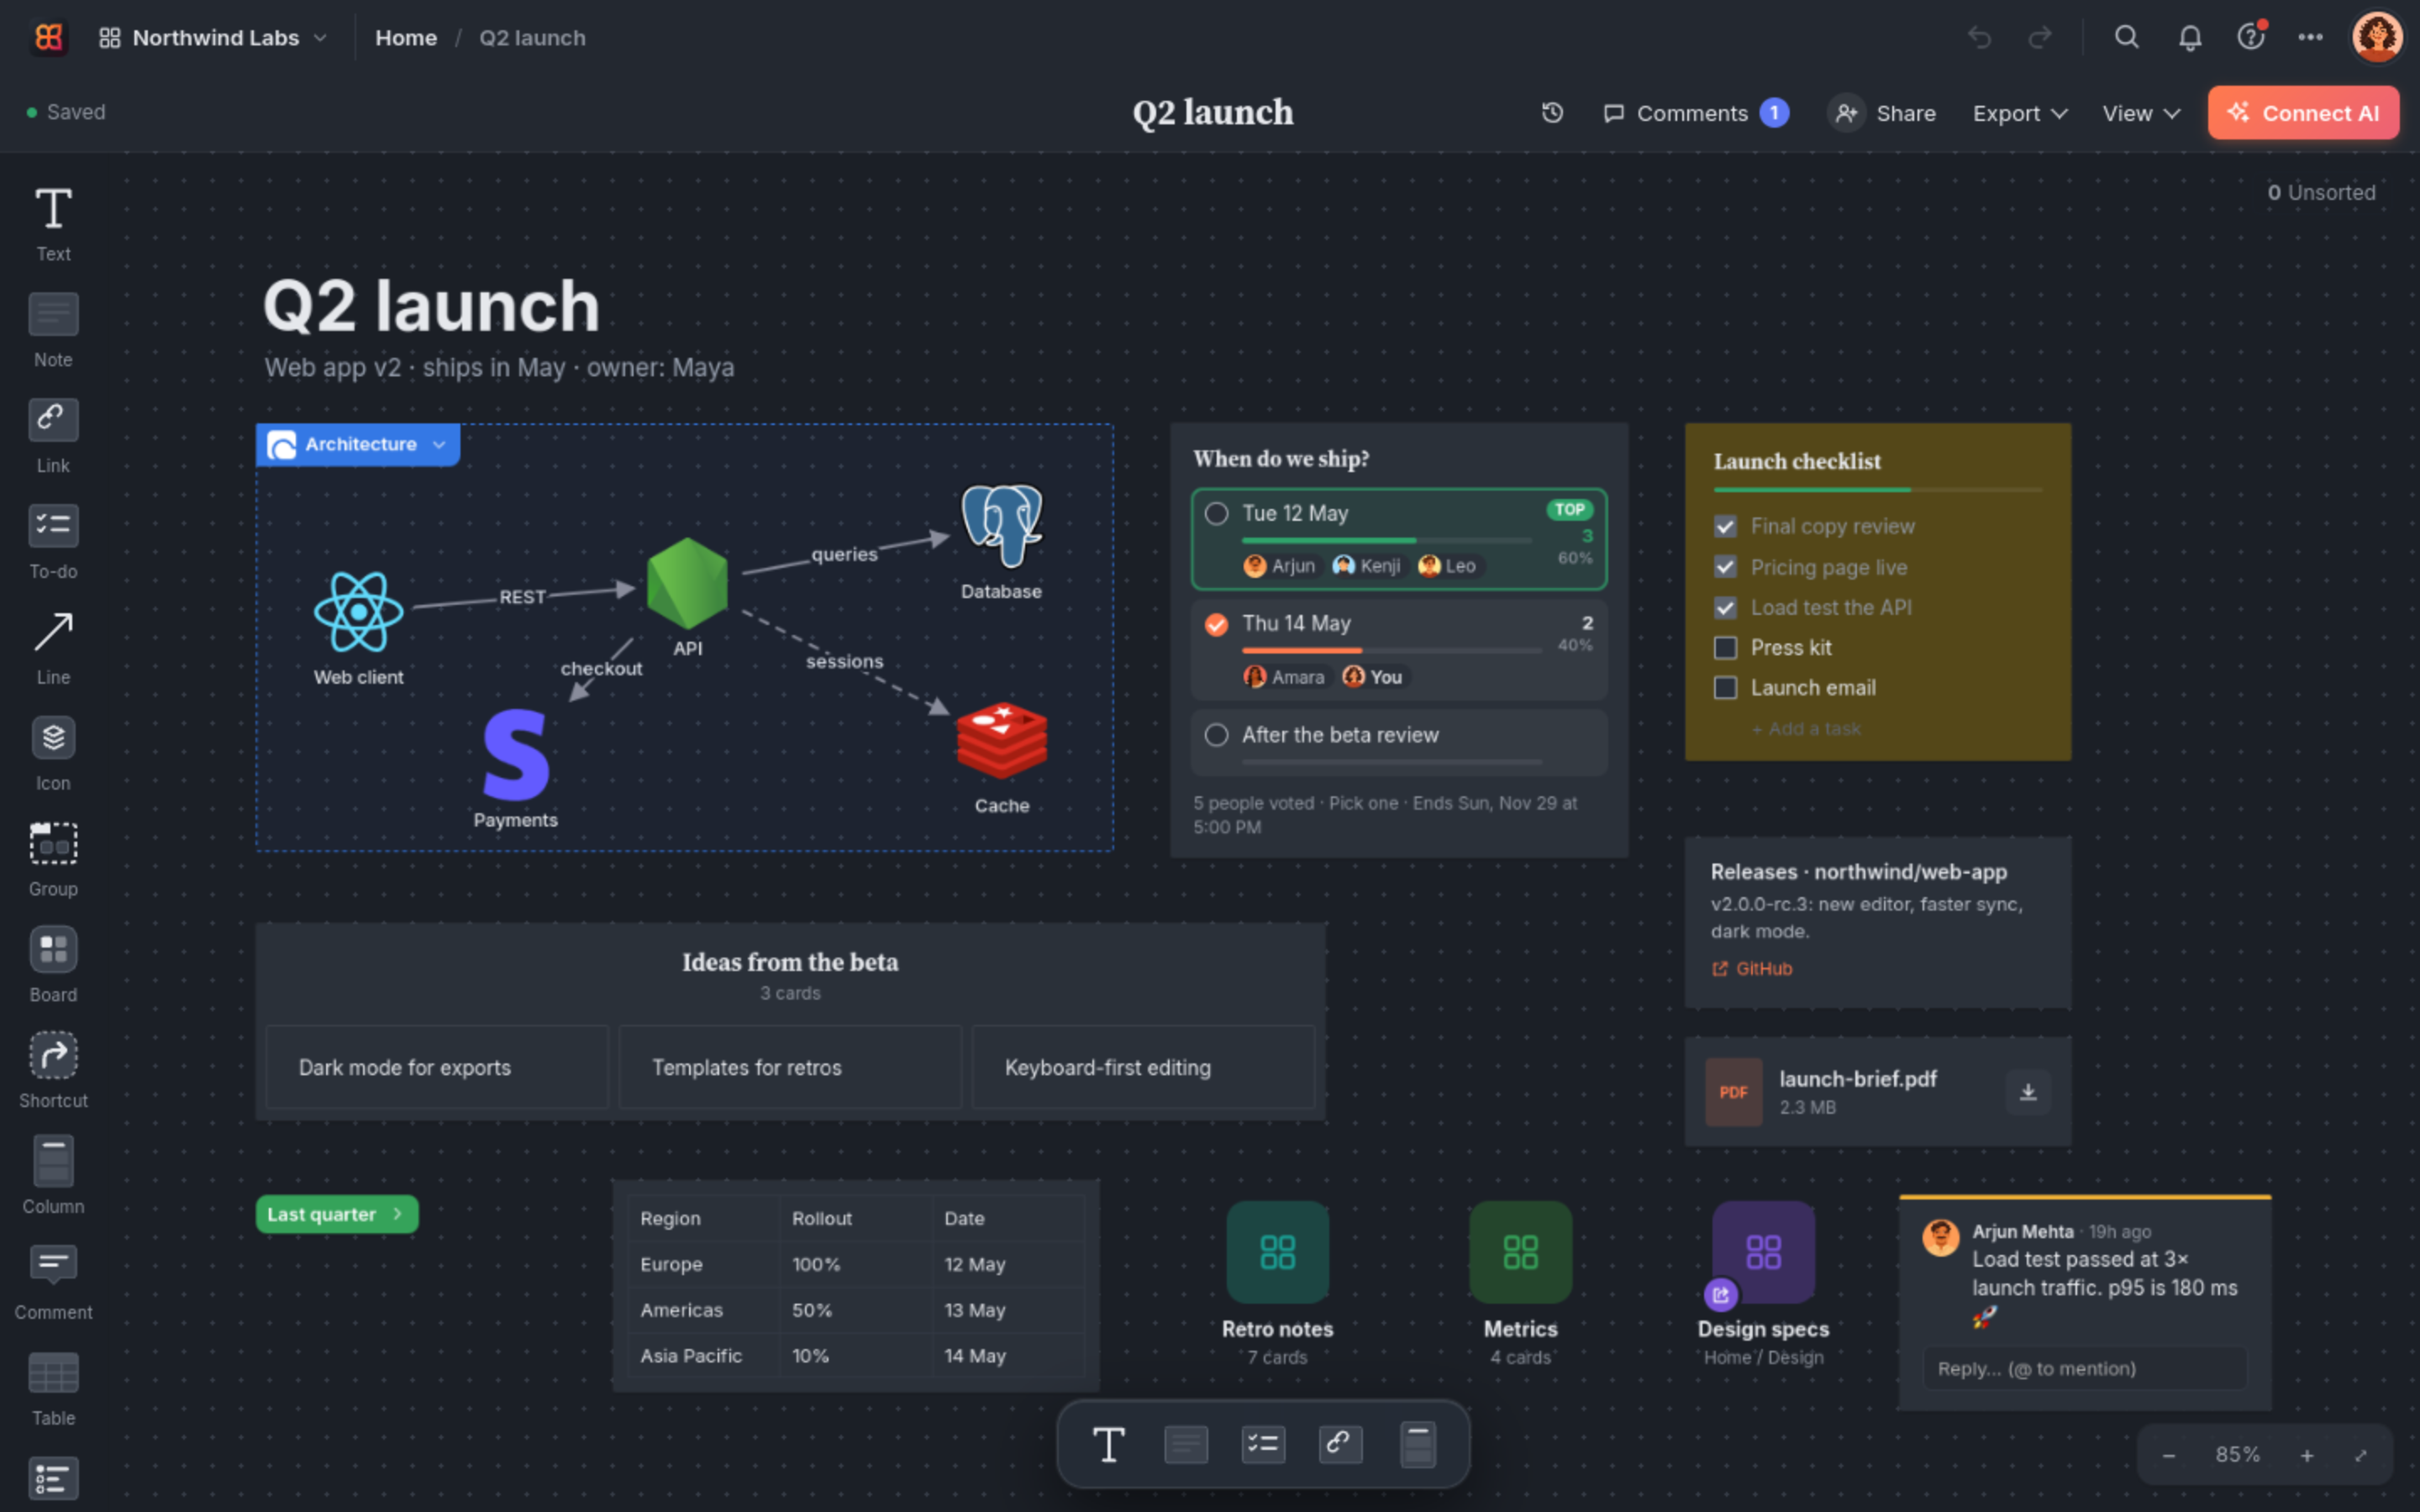 Northwind Labs
Home / Q2 launch
Saved
Q2 launch
Comments 1
Share
Export
View
Connect AI
0 Unsorted
Text
Note
Link
To-do
Line
Icon
Group
Board
Shortcut
Column
Comment
Table
Q2 launch
Web app v2 · ships in May · owner: Maya
Architecture
Web client
REST
API
queries
Database
checkout
sessions
Payments
Cache
When do we ship?
Tue 12 May
TOP
3
60%
Arjun Kenji Leo
Thu 14 May
2
40%
Amara You
After the beta review
5 people voted · Pick one · Ends Sun, Nov 29 at
5:00 PM
Launch checklist
Final copy review
Pricing page live
Load test the API
Press kit
Launch email
+ Add a task
Releases · northwind/web-app
v2.0.0-rc.3: new editor, faster sync,
dark mode.
GitHub
PDF
launch-brief.pdf
2.3 MB
Ideas from the beta
3 cards
Dark mode for exports
Templates for retros
Keyboard-first editing
Last quarter
Region Rollout Date
Europe 100% 12 May
Americas 50% 13 May
Asia Pacific 10% 14 May
Retro notes
7 cards
Metrics
4 cards
Design specs
Home / Design
Arjun Mehta · 19h ago
Load test passed at 3×
launch traffic. p95 is 180 ms
🚀
Reply... (@ to mention)
T
− 85% +